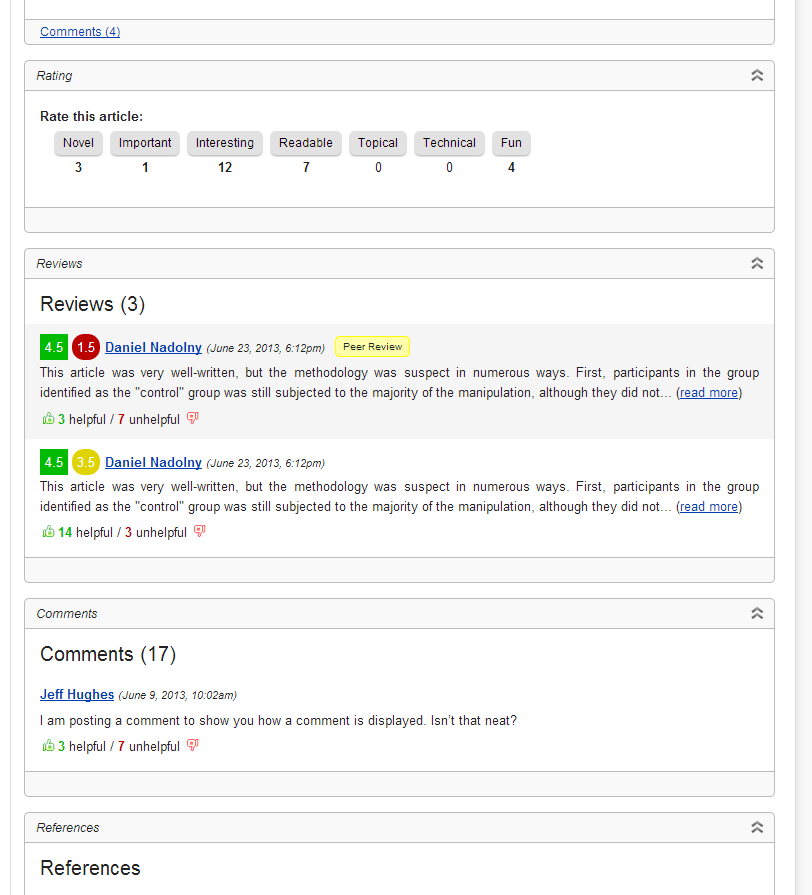 Comments (4)
Rating
Rate this article:
Novel Important Interesting Readable Topical Technical Fun
3 1 12 7 0 0 4
Reviews
Reviews (3)
4.5 1.5 Daniel Nadolny (June 23, 2013, 6:12pm) Peer Review
This article was very well-written, but the methodology was suspect in numerous ways. First, participants in the group
identified as the "control" group was still subjected to the majority of the manipulation, although they did not... (read more)
3 helpful / 7 unhelpful
4.5 3.5 Daniel Nadolny (June 23, 2013, 6:12pm)
This article was very well-written, but the methodology was suspect in numerous ways. First, participants in the group
identified as the "control" group was still subjected to the majority of the manipulation, although they did not... (read more)
14 helpful / 3 unhelpful
Comments
Comments (17)
Jeff Hughes (June 9, 2013, 10:02am)
I am posting a comment to show you how a comment is displayed. Isn't that neat?
3 helpful / 7 unhelpful
References
References